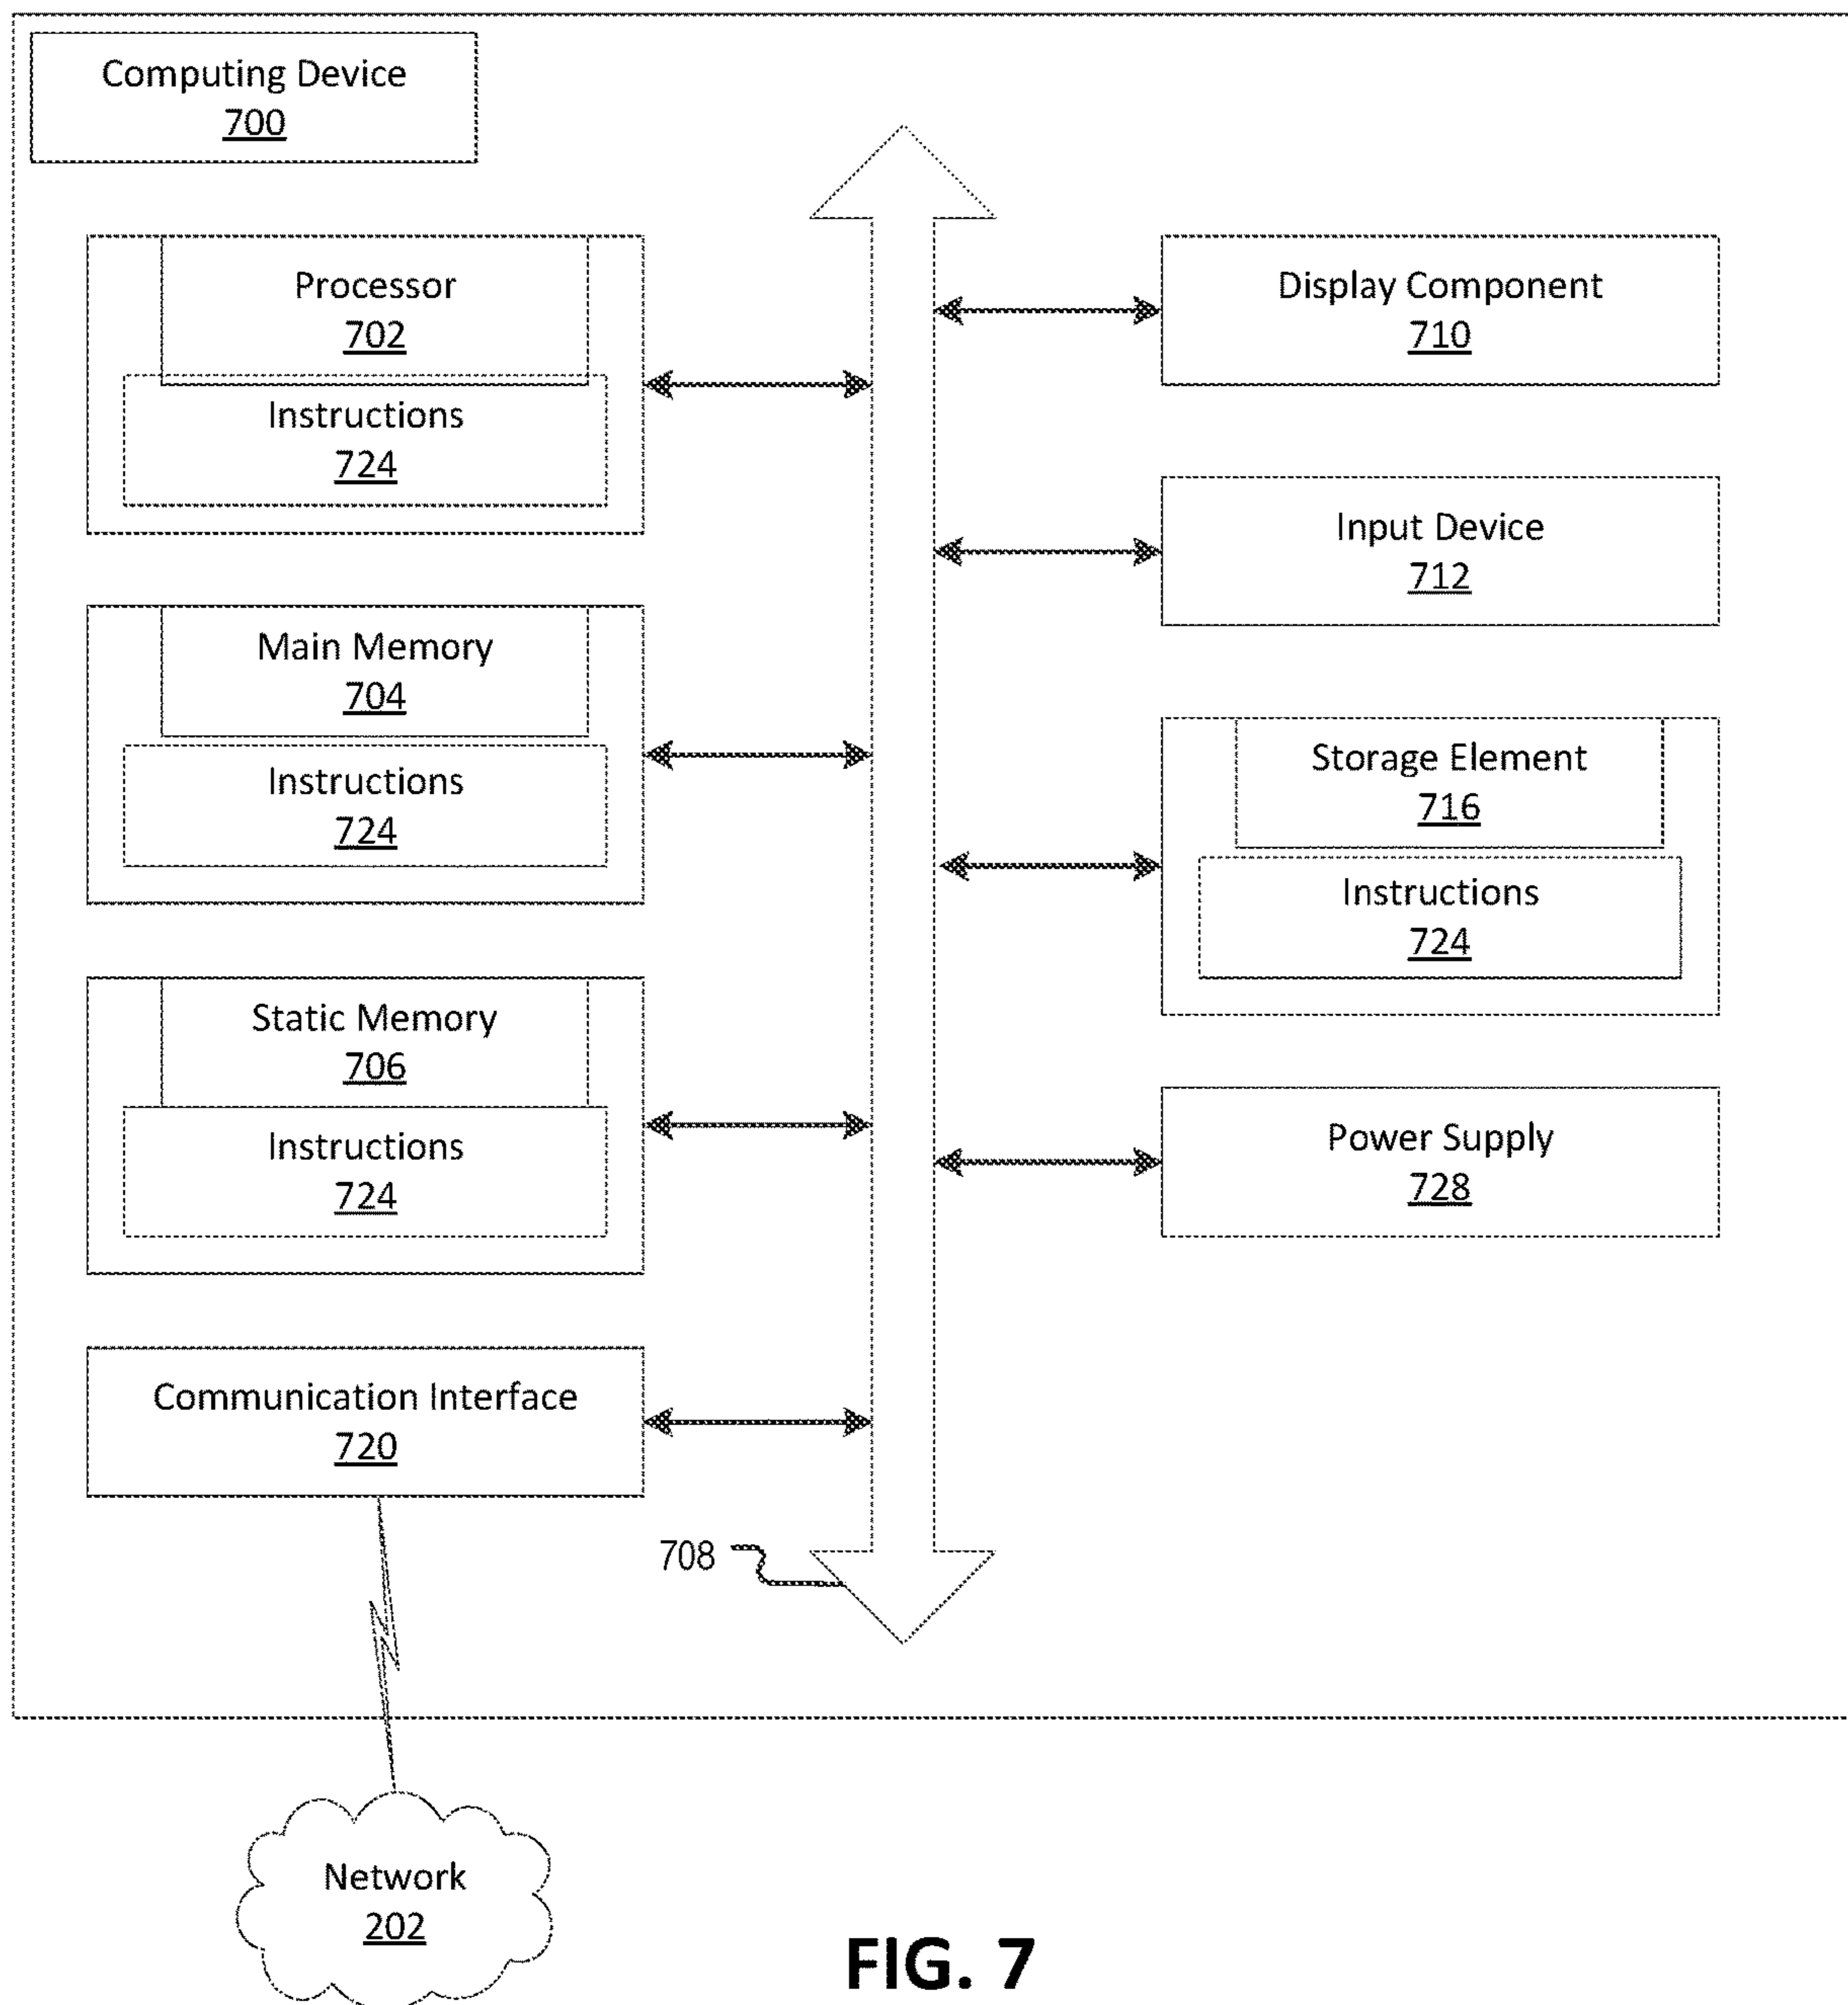 Computing Device
700
Processor
702
Instructions
724
Main Memory
704
Instructions
724
Static Memory
706
Instructions
724
Communication Interface
720
708
Display Component
710
Input Device
712
Storage Element
716
Instructions
724
Power Supply
728
Network
202
FIG. 7